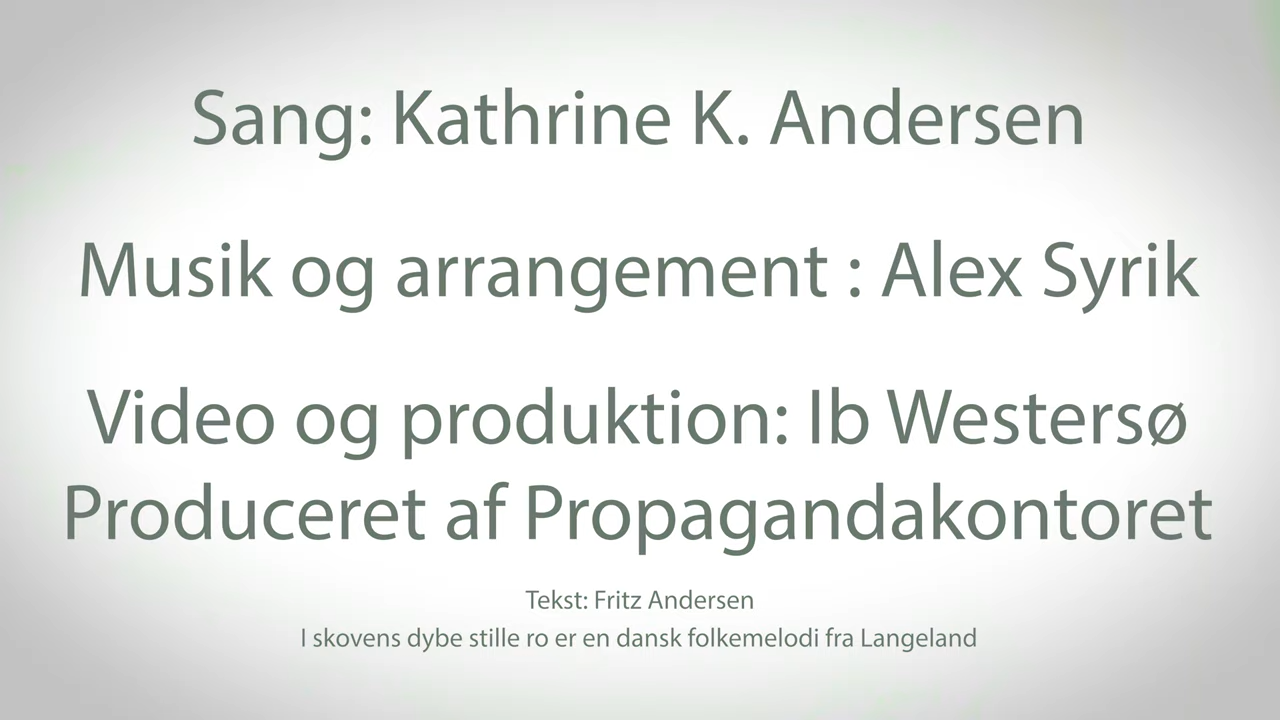 Sang: Kathrine K. Andersen
Musik og arrangement : Alex Syrik
Video og produktion: Ib Westersø
Produceret af Propagandakontoret
Tekst: Fritz Andersen
I skovens dybe stille ro er en dansk folkemelodi fra Langeland